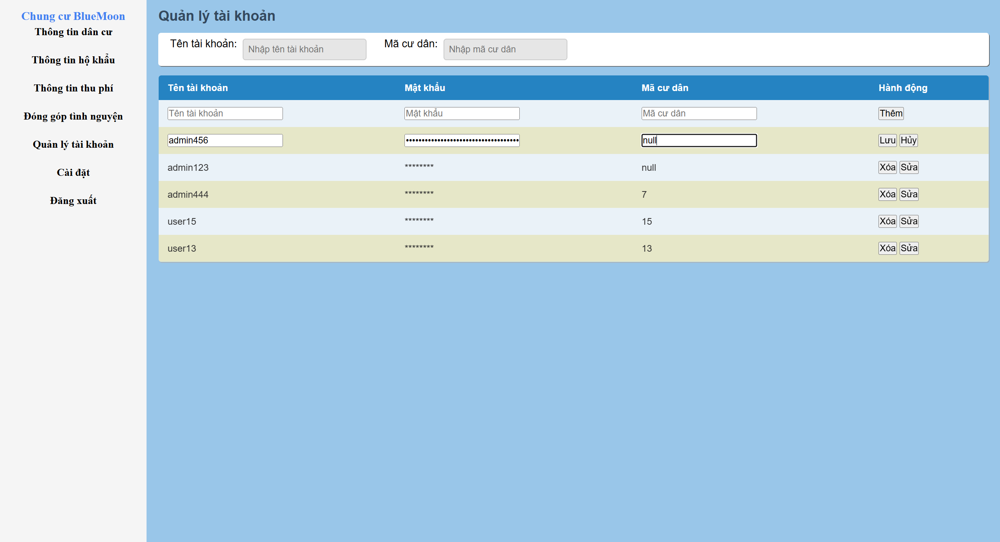 Chung cư BlueMoon
Thông tin dân cư
Thông tin hộ khẩu
Thông tin thu phí
Đóng góp tình nguyện
Quản lý tài khoản
Cài đặt
Đăng xuất
Quản lý tài khoản
Tên tài khoản: Nhập tên tài khoản Mã cư dân: Nhập mã cư dân
Tên tài khoản Mật khẩu Mã cư dân Hành động
Tên tài khoản Mật khẩu Mã cư dân Thêm
admin456 •••••••••••••••••••••••••••••••••••• null Lưu Hủy
admin123 ******** null Xóa Sửa
admin444 ******** 7 Xóa Sửa
user15 ******** 15 Xóa Sửa
user13 ******** 13 Xóa Sửa